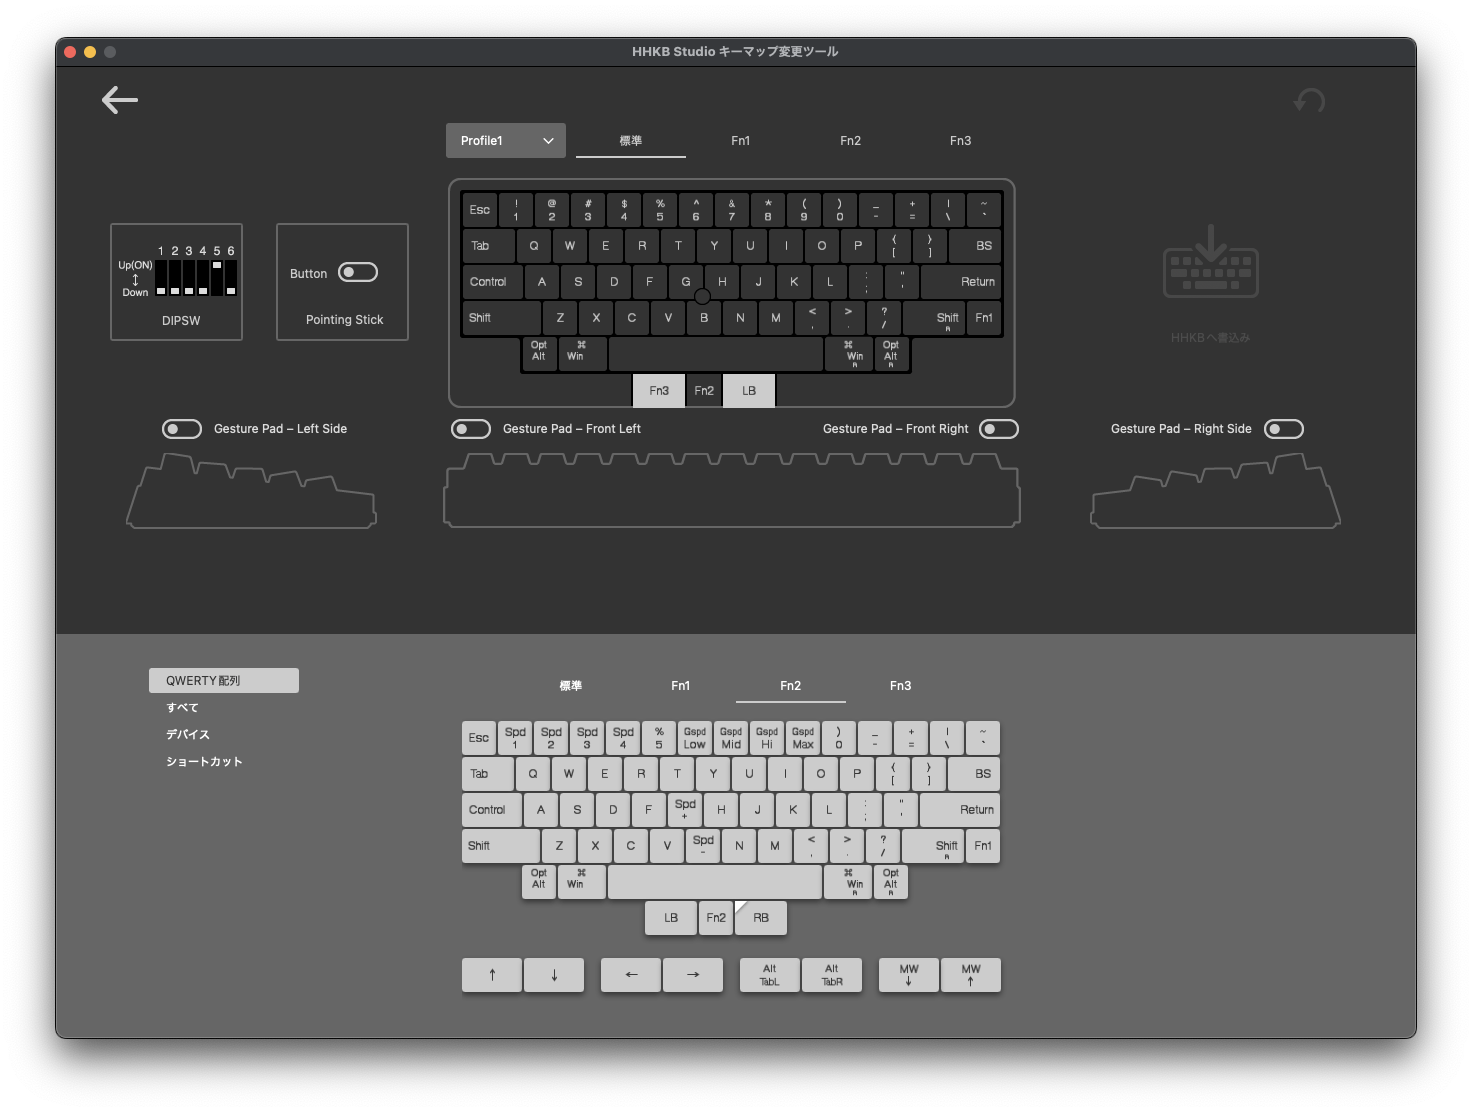 HHKB Studio キーマップ変更ツール
Profile1 標準 Fn1 Fn2 Fn3
Esc ! 1 @ 2 # 3 $ 4 % 5 ^ 6 & 7 * 8 ( 9 ) 0 _ - + = | \ ~ `
Tab Q W E R T Y U I O P { [ } ] BS
Control A S D F G H J K L : ; " ' Return
Shift Z X C V B N M < , > . ? / Shift R Fn1
Opt Alt ⌘ Win ⌘ Win R Opt Alt R
Fn3 Fn2 LB
1 2 3 4 5 6
Up(ON)
↕
Down
DIPSW
Button
Pointing Stick
HHKBへ書込み
Gesture Pad – Left Side
Gesture Pad – Front Left
Gesture Pad – Front Right
Gesture Pad – Right Side
QWERTY配列
すべて
デバイス
ショートカット
標準 Fn1 Fn2 Fn3
Esc Spd 1 Spd 2 Spd 3 Spd 4 % 5 Gspd Low Gspd Mid Gspd Hi Gspd Max ) 0 _ - + = | \ ~ `
Tab Q W E R T Y U I O P { [ } ] BS
Control A S D F Spd + H J K L : ; " ' Return
Shift Z X C V Spd - N M < , > . ? / Shift R Fn1
Opt Alt ⌘ Win ⌘ Win R Opt Alt R
LB Fn2 RB
↑ ↓ ← → Alt TabL Alt TabR MW ↓ MW ↑